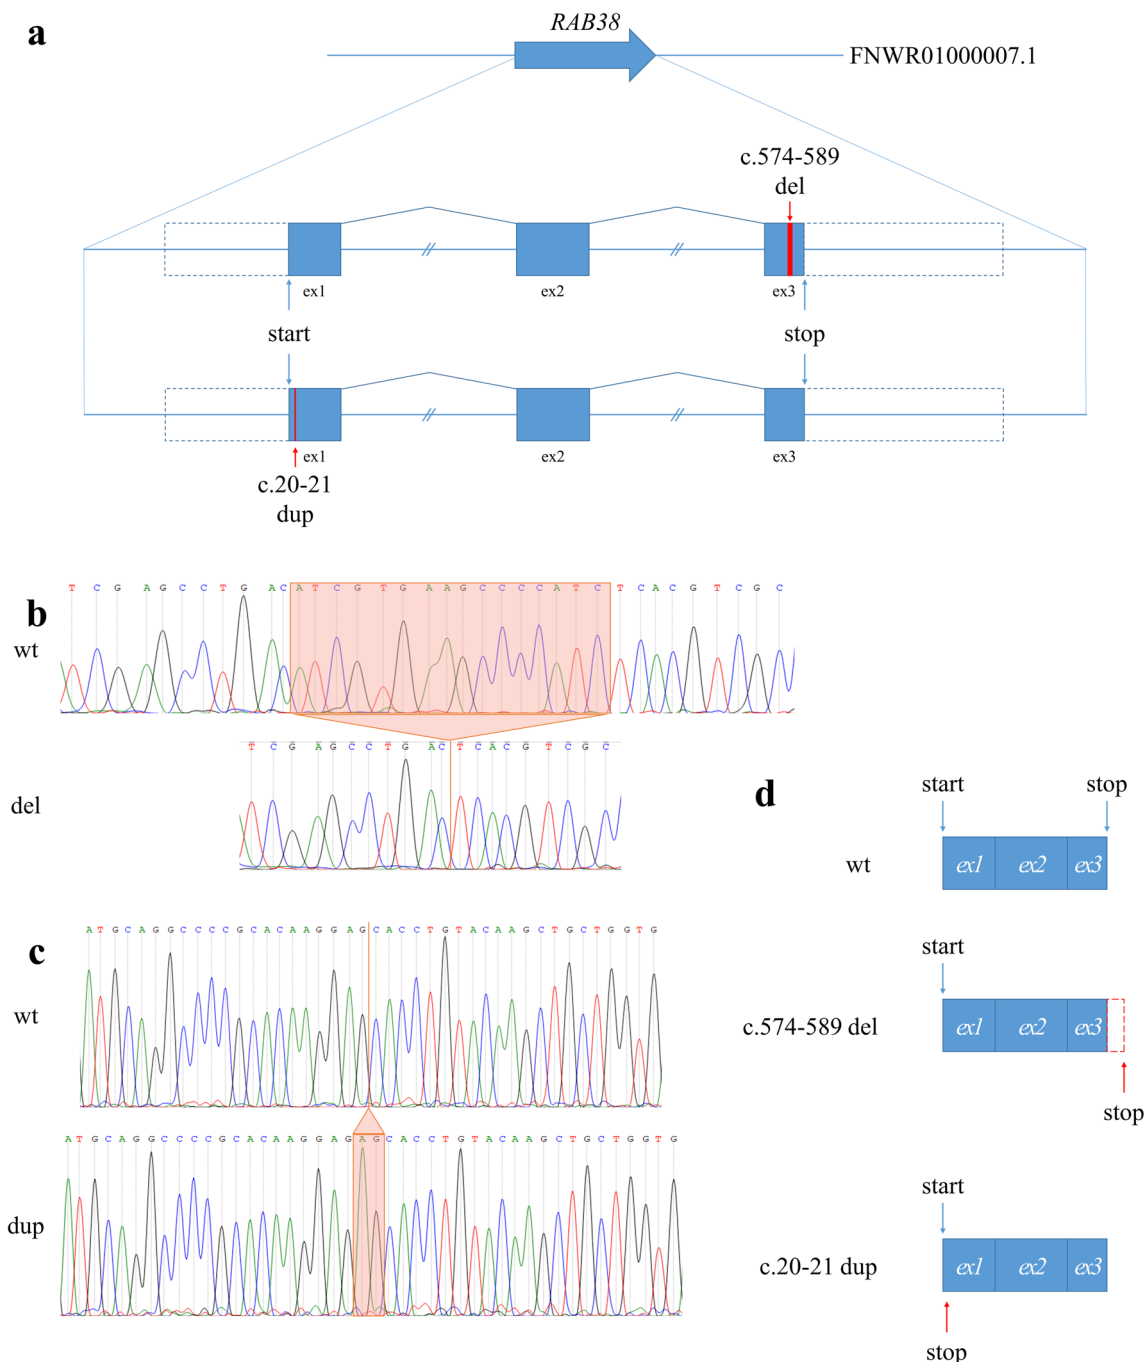 a
RAB38
FNWR01000007.1
c.574-589
del
ex1
ex2
ex3
start
stop
ex1
ex2
ex3
c.20-21
dup
b
T C G A G C C T G A C A T C G T G A A G C C C C A T C T C A C G T C G C
wt
T C G A G C C T G A C T C A C G T C G C
del
c
A T G C A G G C C C C G C A C A A G G A G C A C C T G T A C A A G C T G C T G G T G
wt
A T G C A G G C C C C G C A C A A G G A G A G C A C C T G T A C A A G C T G C T G G T G
dup
d
start
stop
wt
ex1
ex2
ex3
start
c.574-589 del
ex1
ex2
ex3
stop
start
c.20-21 dup
ex1
ex2
ex3
stop